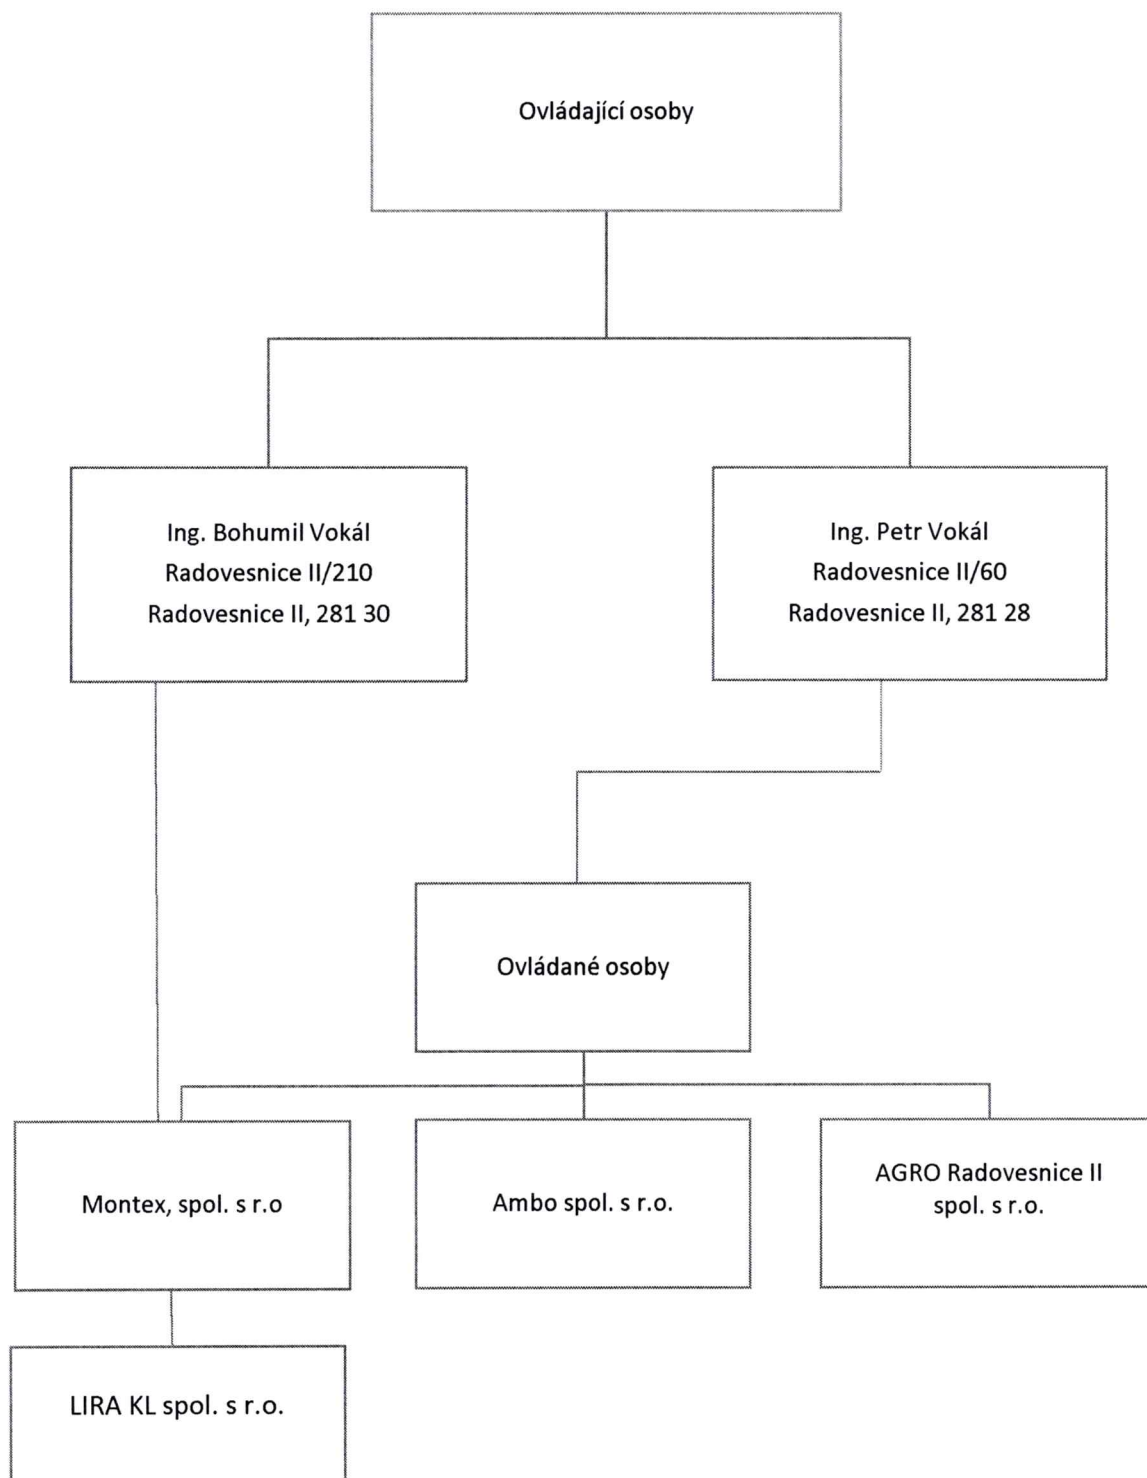 Ovládající osoby
Ing. Bohumil Vokál
Radovesnice II/210
Radovesnice II, 281 30
Ing. Petr Vokál
Radovesnice II/60
Radovesnice II, 281 28
Ovládané osoby
Montex, spol. s r.o
Ambo spol. s r.o.
AGRO Radovesnice II
spol. s r.o.
LIRA KL spol. s r.o.